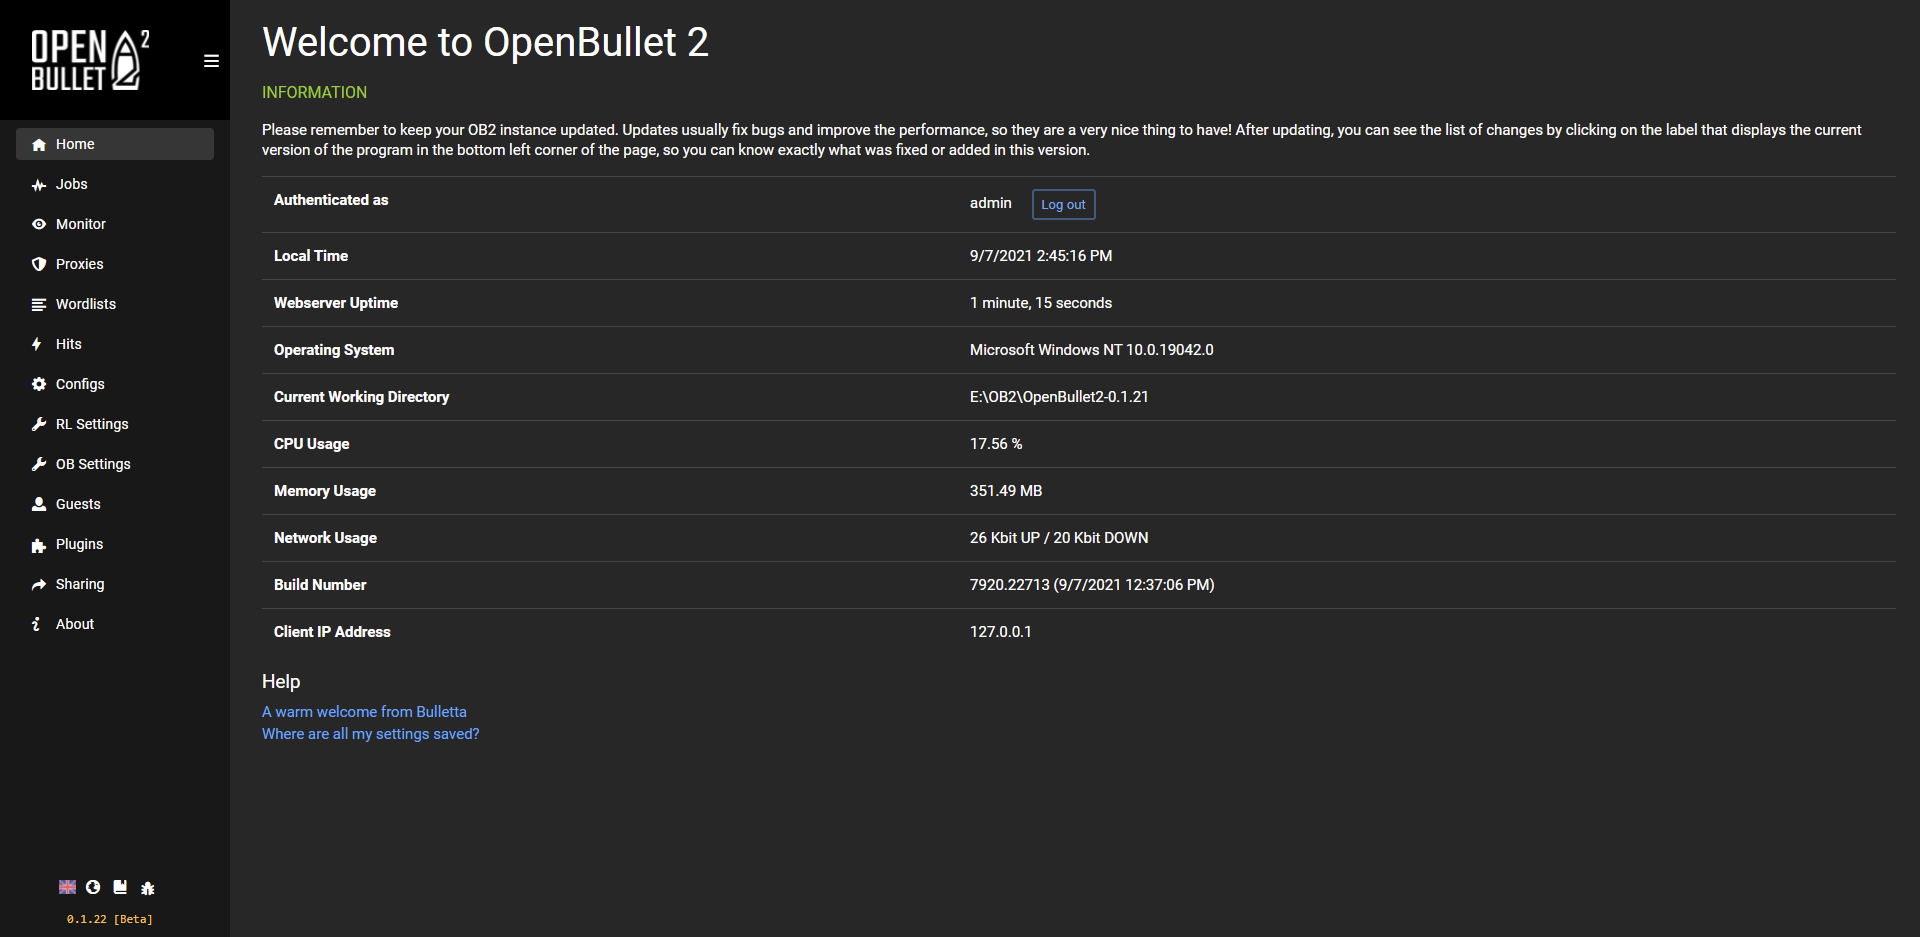 OPEN 2
BULLET
Home
Jobs
Monitor
Proxies
Wordlists
Hits
Configs
RL Settings
OB Settings
Guests
Plugins
Sharing
About
0.1.22 [Beta]
Welcome to OpenBullet 2
INFORMATION
Please remember to keep your OB2 instance updated. Updates usually fix bugs and improve the performance, so they are a very nice thing to have! After updating, you can see the list of changes by clicking on the label that displays the current
version of the program in the bottom left corner of the page, so you can know exactly what was fixed or added in this version.
Authenticated as admin Log out
Local Time 9/7/2021 2:45:16 PM
Webserver Uptime 1 minute, 15 seconds
Operating System Microsoft Windows NT 10.0.19042.0
Current Working Directory E:\OB2\OpenBullet2-0.1.21
CPU Usage 17.56 %
Memory Usage 351.49 MB
Network Usage 26 Kbit UP / 20 Kbit DOWN
Build Number 7920.22713 (9/7/2021 12:37:06 PM)
Client IP Address 127.0.0.1
Help
A warm welcome from Bulletta
Where are all my settings saved?